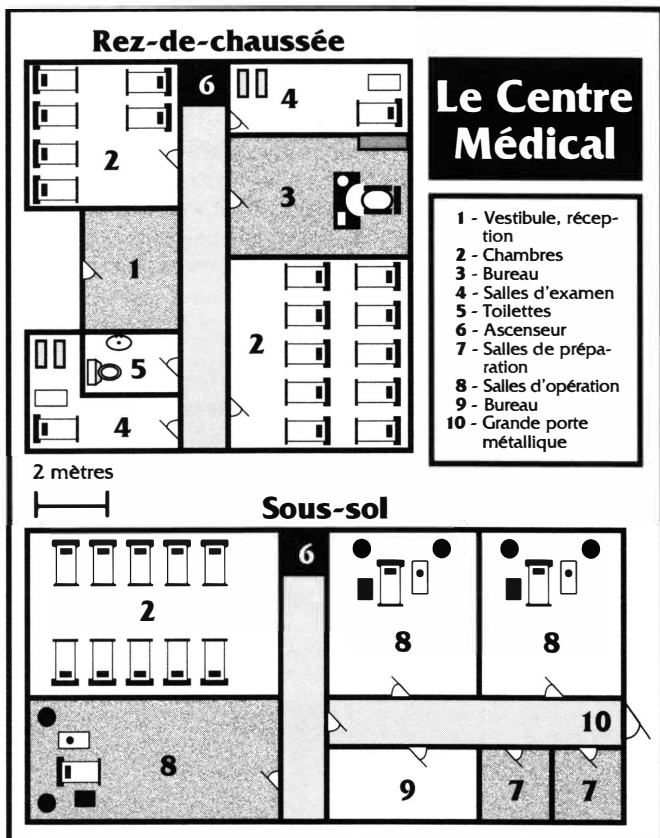 Rez-de-chaussée
6
4
2
3
1
2
5
4
Le Centre
Médical
1 - Vestibule, récep-
tion
2 - Chambres
3 - Bureau
4 - Salles d'examen
5 - Toilettes
6 - Ascenseur
7 - Salles de prépa-
ration
8 - Salles d'opération
9 - Bureau
10 - Grande porte
métallique
2 mètres
Sous-sol
6
2
8
8
10
8
9
7
7